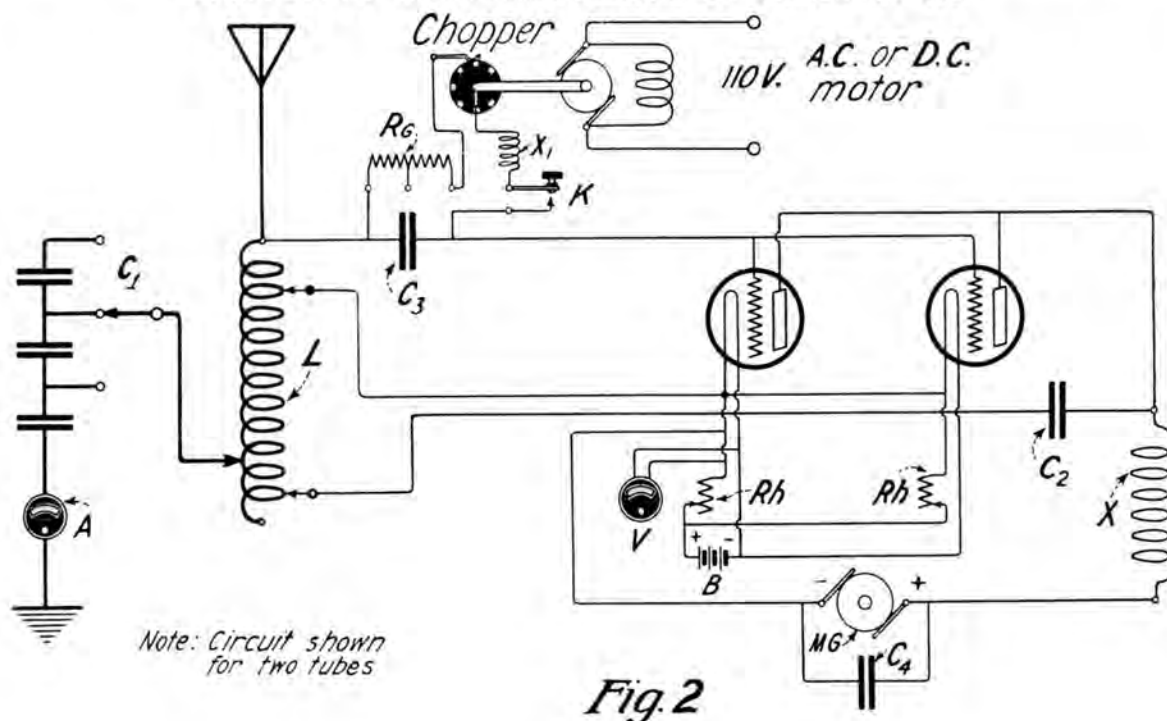 Chopper
110V.
A.C. or D.C.
motor
RG
X1
K
C1
C3
L
C2
X
A
V
Rh
Rh
+ -
B
- +
MG
C4
Note: Circuit shown
for two tubes
Fig. 2